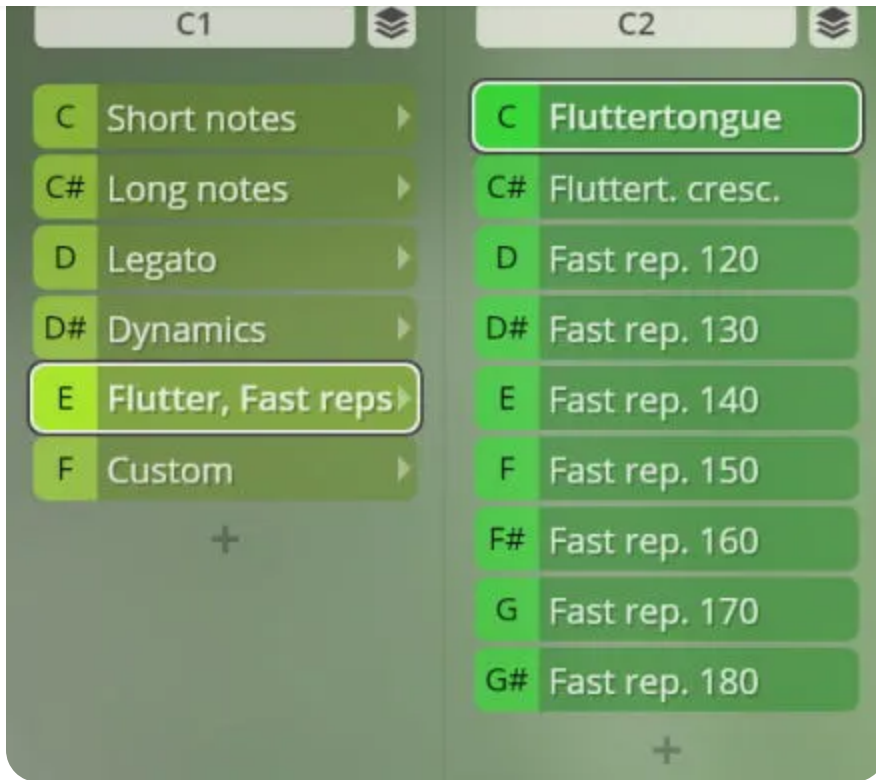 C1
C Short notes
C# Long notes
D Legato
D# Dynamics
E Flutter, Fast reps
F Custom
+
C2
C Fluttertongue
C# Fluttert. cresc.
D Fast rep. 120
D# Fast rep. 130
E Fast rep. 140
F Fast rep. 150
F# Fast rep. 160
G Fast rep. 170
G# Fast rep. 180
+